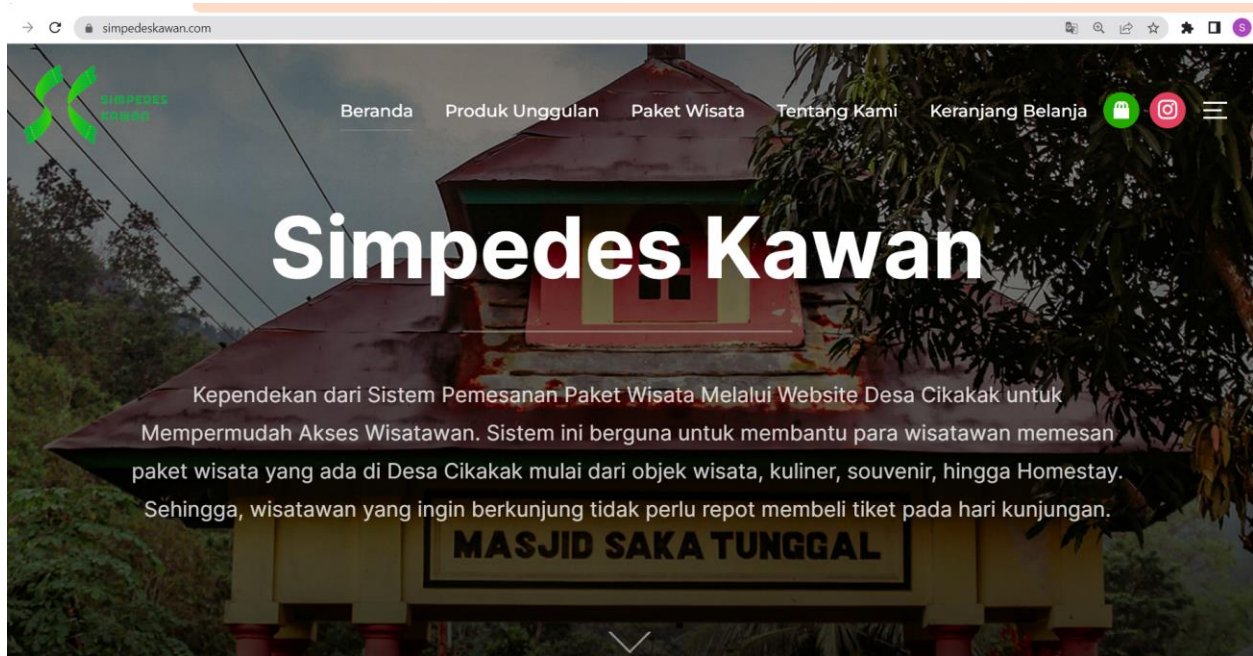 simpedeskawan.com
S
SIMPEDES
KAWAN
Beranda Produk Unggulan Paket Wisata Tentang Kami Keranjang Belanja
Simpedes Kawan
Kependekan dari Sistem Pemesanan Paket Wisata Melalui Website Desa Cikakak untuk
Mempermudah Akses Wisatawan. Sistem ini berguna untuk membantu para wisatawan memesan
paket wisata yang ada di Desa Cikakak mulai dari objek wisata, kuliner, souvenir, hingga Homestay.
Sehingga, wisatawan yang ingin berkunjung tidak perlu repot membeli tiket pada hari kunjungan.
MASJID SAKA TUNGGAL